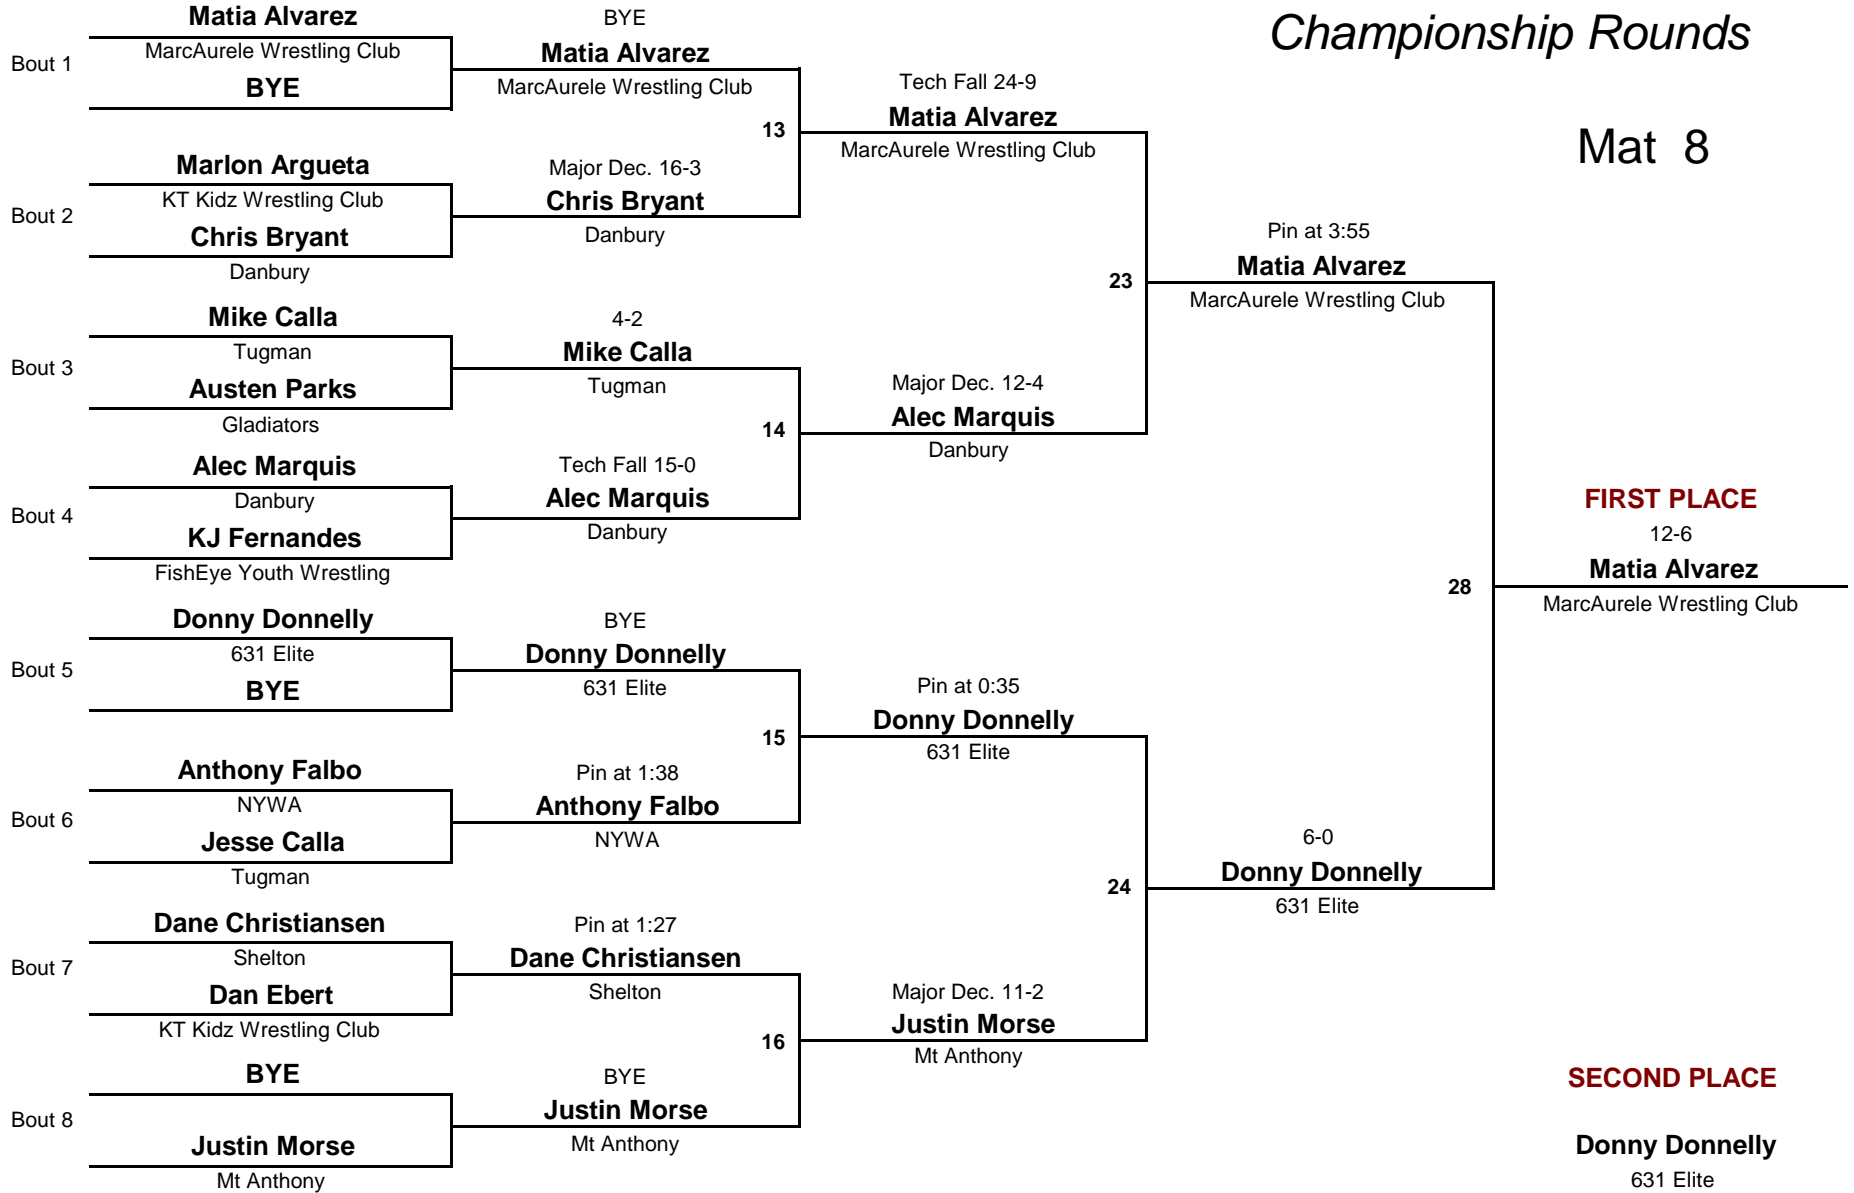 Championship Rounds
Mat 8
Bout 1
Matia Alvarez
MarcAurele Wrestling Club
BYE
Bout 2
Marlon Argueta
KT Kidz Wrestling Club
Chris Bryant
Danbury
Bout 3
Mike Calla
Tugman
Austen Parks
Gladiators
Bout 4
Alec Marquis
Danbury
KJ Fernandes
FishEye Youth Wrestling
Bout 5
Donny Donnelly
631 Elite
BYE
Bout 6
Anthony Falbo
NYWA
Jesse Calla
Tugman
Bout 7
Dane Christiansen
Shelton
Dan Ebert
KT Kidz Wrestling Club
Bout 8
BYE
Justin Morse
Mt Anthony
BYE
Matia Alvarez
MarcAurele Wrestling Club
13
Major Dec. 16-3
Chris Bryant
Danbury
4-2
Mike Calla
Tugman
14
Tech Fall 15-0
Alec Marquis
Danbury
BYE
Donny Donnelly
631 Elite
15
Pin at 1:38
Anthony Falbo
NYWA
Pin at 1:27
Dane Christiansen
Shelton
16
BYE
Justin Morse
Mt Anthony
Tech Fall 24-9
Matia Alvarez
MarcAurele Wrestling Club
23
Major Dec. 12-4
Alec Marquis
Danbury
Pin at 0:35
Donny Donnelly
631 Elite
24
Major Dec. 11-2
Justin Morse
Mt Anthony
Pin at 3:55
Matia Alvarez
MarcAurele Wrestling Club
28
6-0
Donny Donnelly
631 Elite
FIRST PLACE
12-6
Matia Alvarez
MarcAurele Wrestling Club
SECOND PLACE
Donny Donnelly
631 Elite